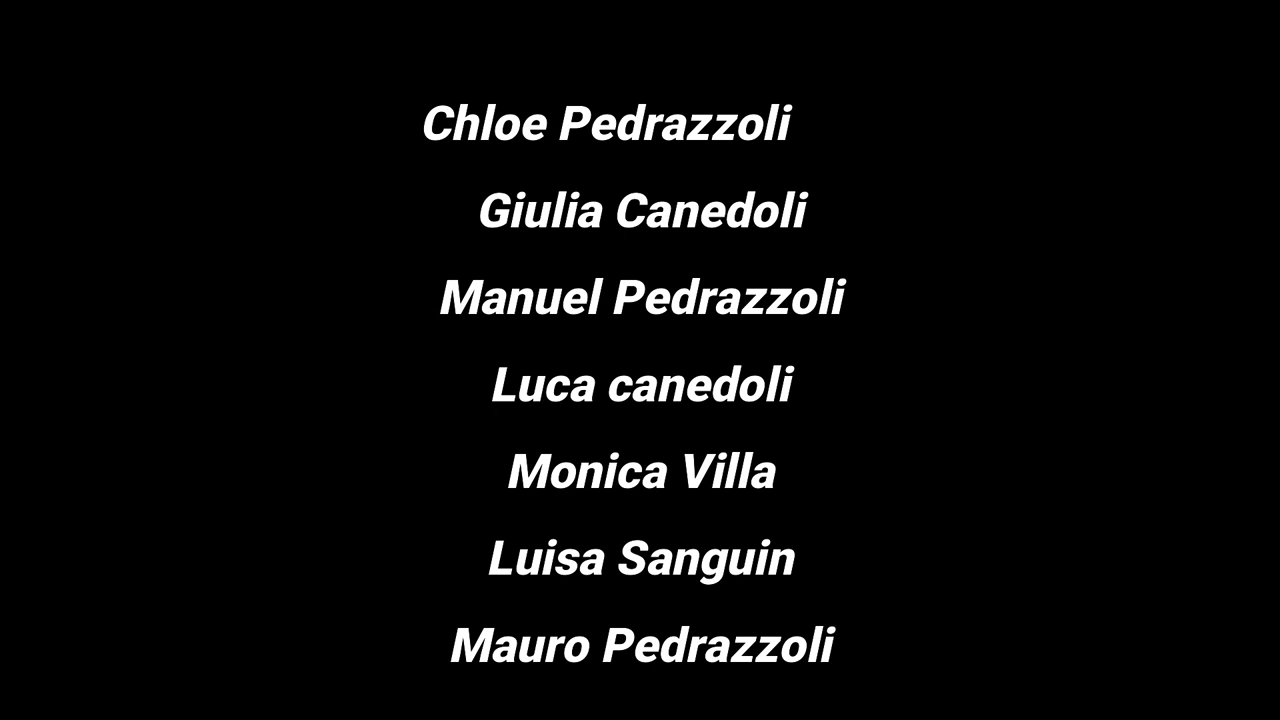 Chloe Pedrazzoli
Giulia Canedoli
Manuel Pedrazzoli
Luca canedoli
Monica Villa
Luisa Sanguin
Mauro Pedrazzoli